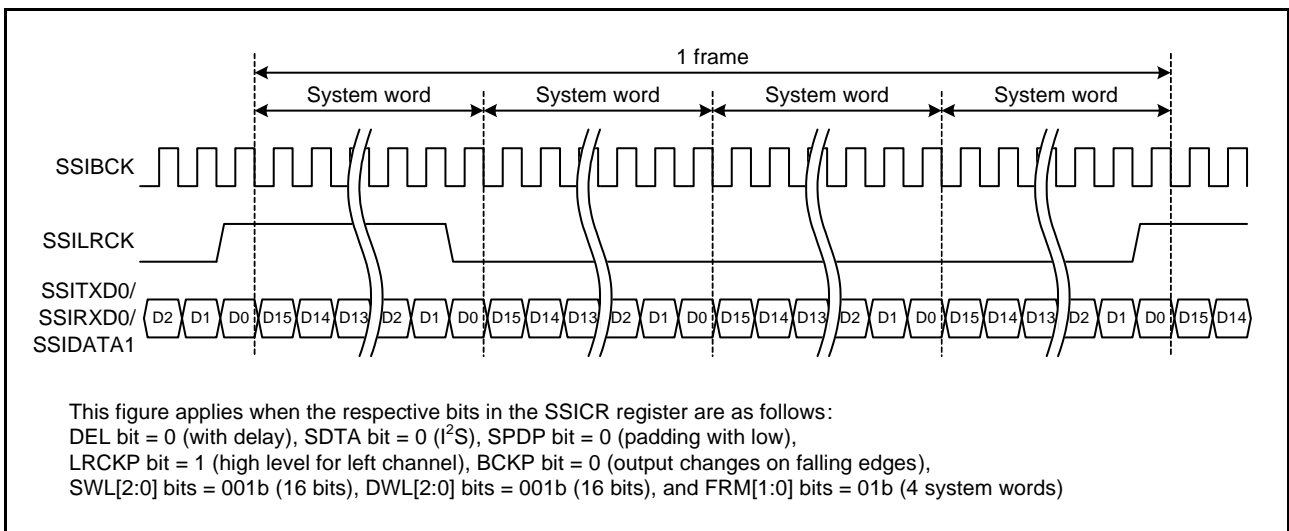 1 frame
System word System word System word System word
SSIBCK
SSILRCK
SSITXD0/
SSIRXD0/
SSIDATA1
D2 D1 D0 D15 D14 D13 D2 D1 D0 D15 D14 D13 D2 D1 D0 D15 D14 D13 D2 D1 D0 D15 D14 D13 D2 D1 D0 D15 D14
This figure applies when the respective bits in the SSICR register are as follows:
DEL bit = 0 (with delay), SDTA bit = 0 (I²S), SPDP bit = 0 (padding with low),
LRCKP bit = 1 (high level for left channel), BCKP bit = 0 (output changes on falling edges),
SWL[2:0] bits = 001b (16 bits), DWL[2:0] bits = 001b (16 bits), and FRM[1:0] bits = 01b (4 system words)